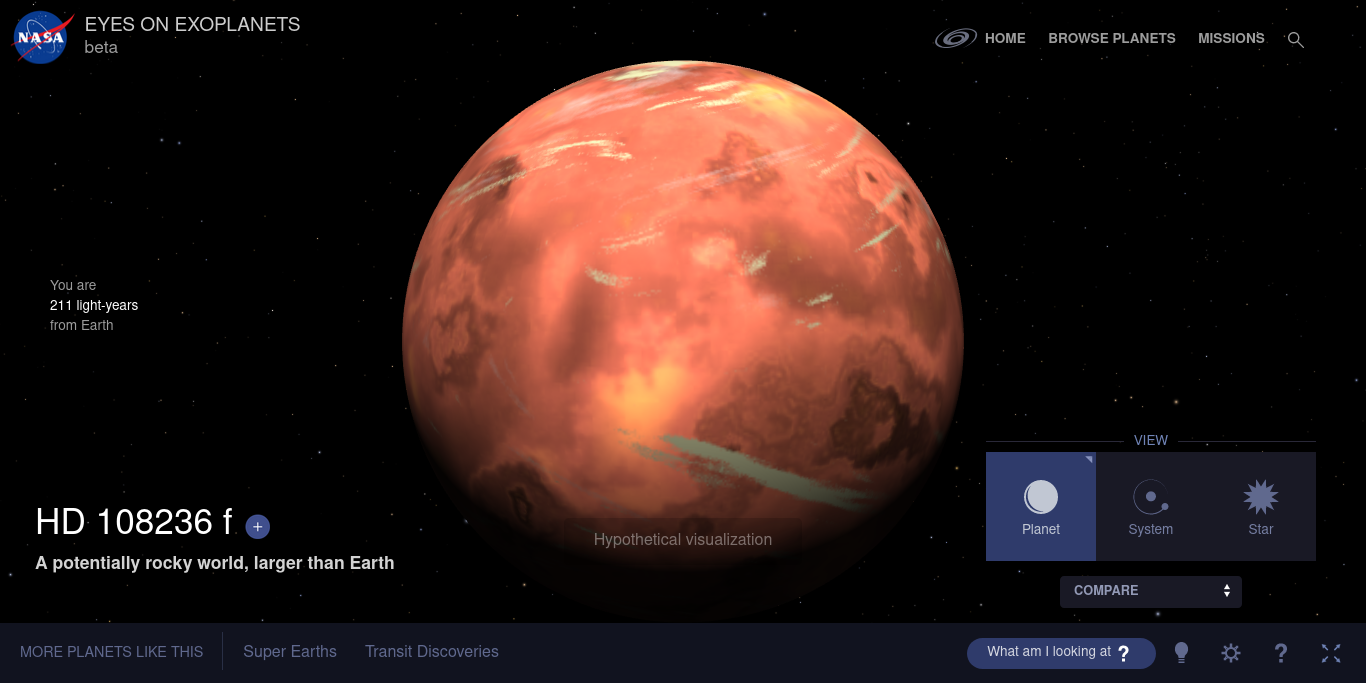 NASA
EYES ON EXOPLANETS
beta
HOME
BROWSE PLANETS
MISSIONS
You are
211 light-years
from Earth
VIEW
Planet
System
Star
HD 108236 f +
A potentially rocky world, larger than Earth
Hypothetical visualization
COMPARE
MORE PLANETS LIKE THIS
Super Earths
Transit Discoveries
What am I looking at ?
?